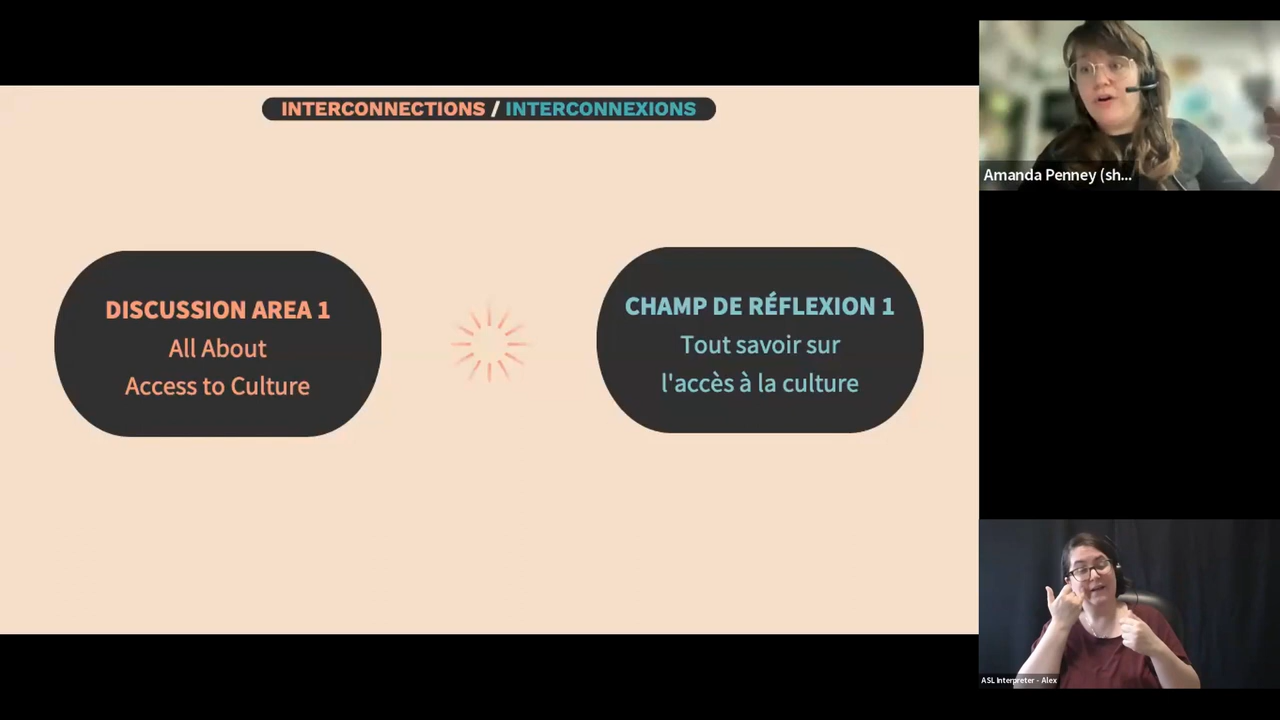 INTERCONNECTIONS / INTERCONNEXIONS
DISCUSSION AREA 1
All About
Access to Culture
CHAMP DE RÉFLEXION 1
Tout savoir sur
l'accès à la culture
Amanda Penney (sh...
ASL Interpreter - Alex